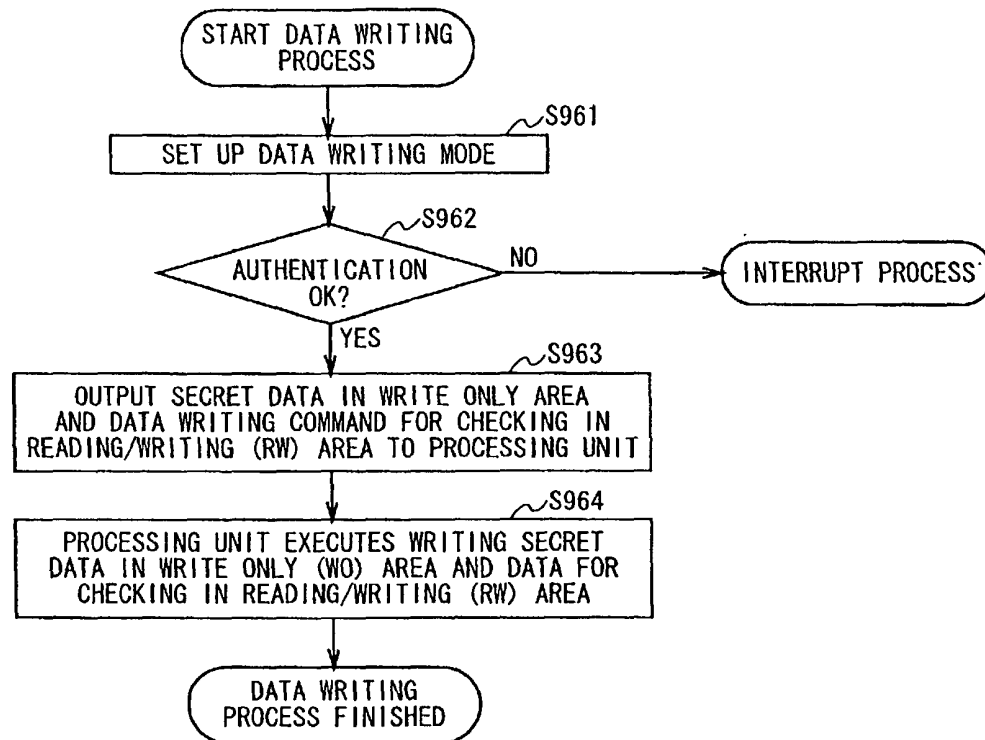 START DATA WRITING
PROCESS
S961
SET UP DATA WRITING MODE
S962
AUTHENTICATION
OK?
NO
INTERRUPT PROCESS
YES
S963
OUTPUT SECRET DATA IN WRITE ONLY AREA
AND DATA WRITING COMMAND FOR CHECKING IN
READING/WRITING (RW) AREA TO PROCESSING UNIT
S964
PROCESSING UNIT EXECUTES WRITING SECRET
DATA IN WRITE ONLY (WO) AREA AND DATA FOR
CHECKING IN READING/WRITING (RW) AREA
DATA WRITING
PROCESS FINISHED